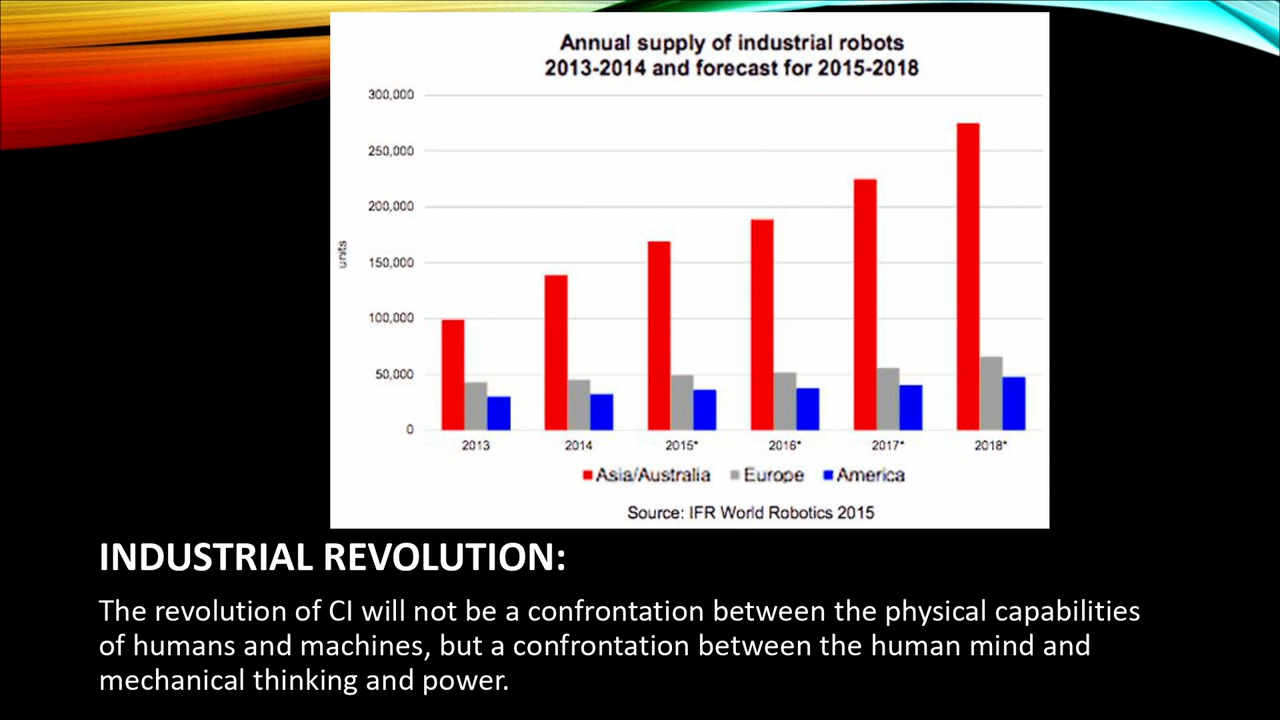 Annual supply of industrial robots
2013-2014 and forecast for 2015-2018
300,000
250,000
200,000
150,000
100,000
50,000
0
units
2013 2014 2015* 2016* 2017* 2018*
Asia/Australia Europe America
Source: IFR World Robotics 2015
INDUSTRIAL REVOLUTION:
The revolution of CI will not be a confrontation between the physical capabilities
of humans and machines, but a confrontation between the human mind and
mechanical thinking and power.